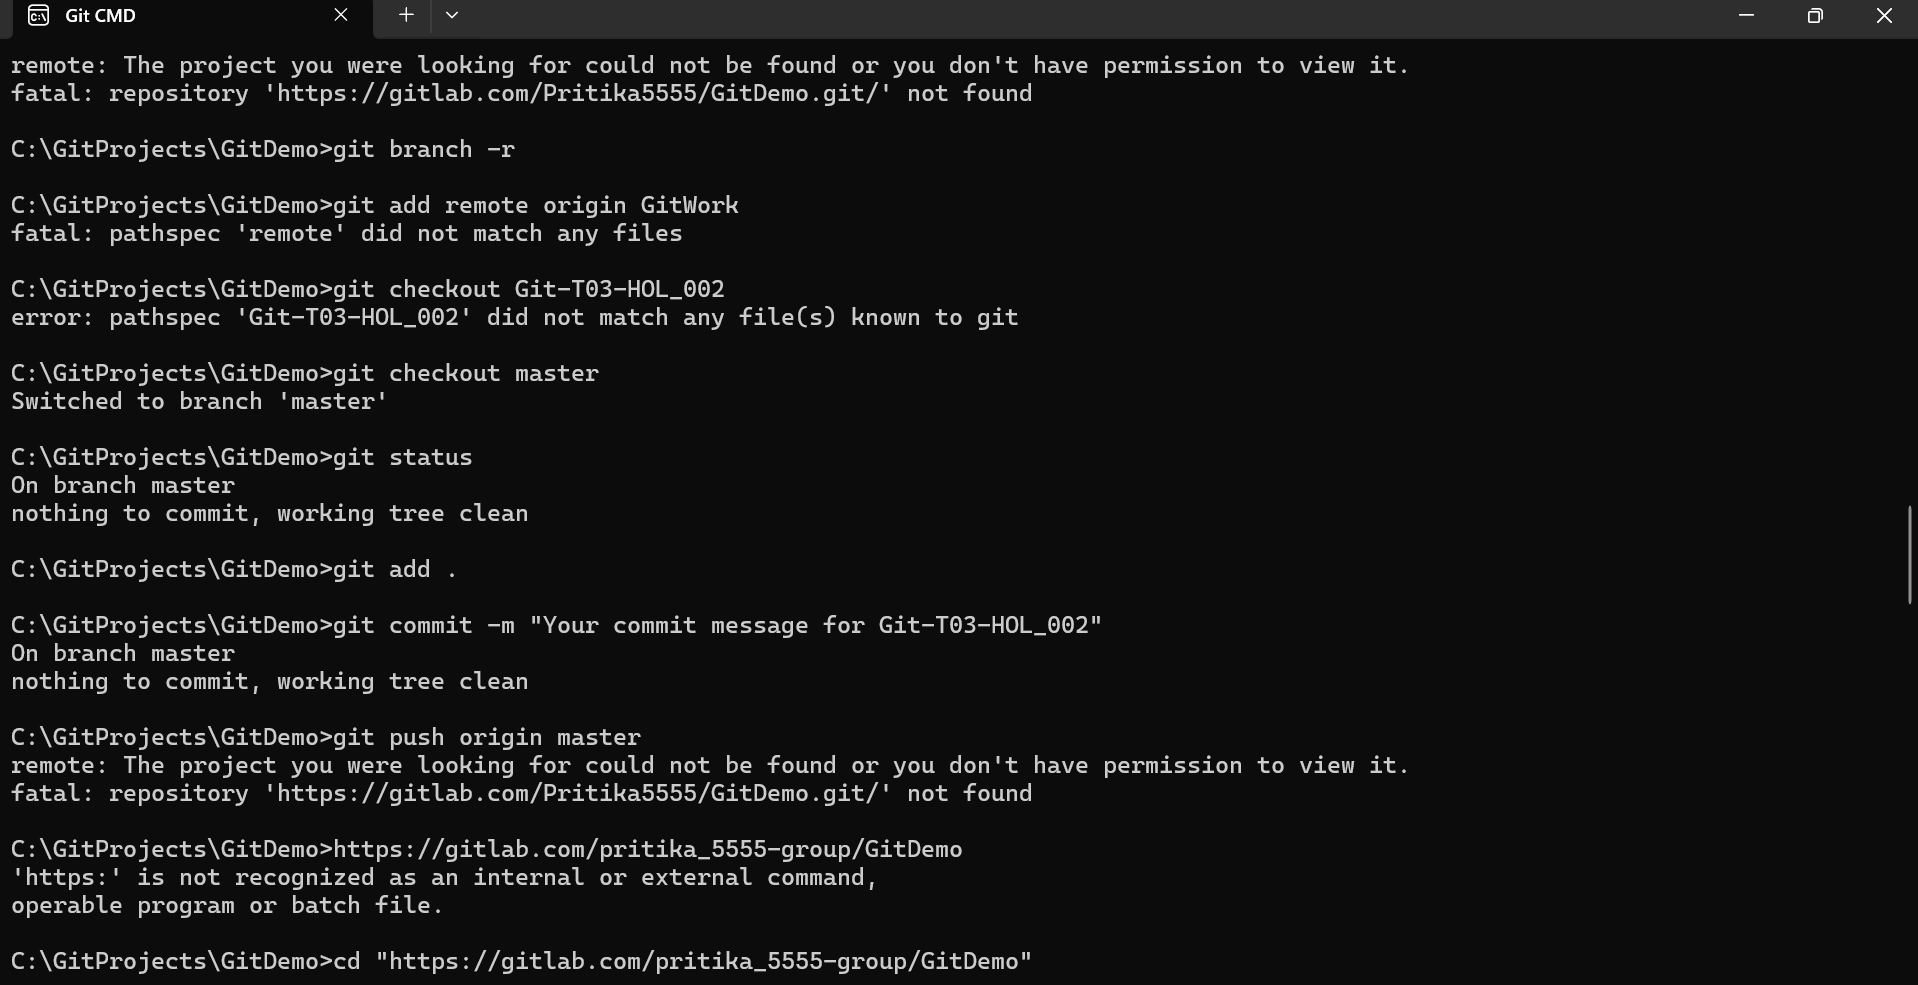 Git CMD
remote: The project you were looking for could not be found or you don't have permission to view it.
fatal: repository 'https://gitlab.com/Pritika5555/GitDemo.git/' not found
C:\GitProjects\GitDemo>git branch -r
C:\GitProjects\GitDemo>git add remote origin GitWork
fatal: pathspec 'remote' did not match any files
C:\GitProjects\GitDemo>git checkout Git-T03-HOL_002
error: pathspec 'Git-T03-HOL_002' did not match any file(s) known to git
C:\GitProjects\GitDemo>git checkout master
Switched to branch 'master'
C:\GitProjects\GitDemo>git status
On branch master
nothing to commit, working tree clean
C:\GitProjects\GitDemo>git add .
C:\GitProjects\GitDemo>git commit -m "Your commit message for Git-T03-HOL_002"
On branch master
nothing to commit, working tree clean
C:\GitProjects\GitDemo>git push origin master
remote: The project you were looking for could not be found or you don't have permission to view it.
fatal: repository 'https://gitlab.com/Pritika5555/GitDemo.git/' not found
C:\GitProjects\GitDemo>https://gitlab.com/pritika_5555-group/GitDemo
'https:' is not recognized as an internal or external command,
operable program or batch file.
C:\GitProjects\GitDemo>cd "https://gitlab.com/pritika_5555-group/GitDemo"